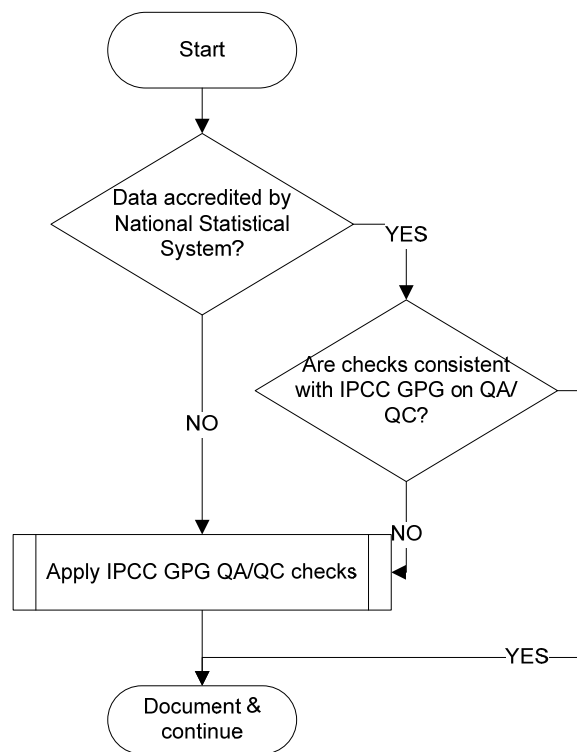 Start
Data accredited by
National Statistical
System?
YES
Are checks consistent
with IPCC GPG on QA/
QC?
NO
NO
Apply IPCC GPG QA/QC checks
YES
Document &
continue